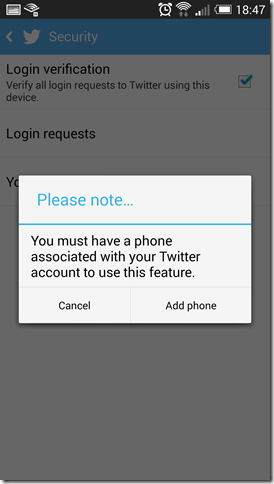 18:47
Security
Login verification
Verify all login requests to Twitter using this
device.
Login requests
Yo
Please note...
You must have a phone
associated with your Twitter
account to use this feature.
Cancel
Add phone